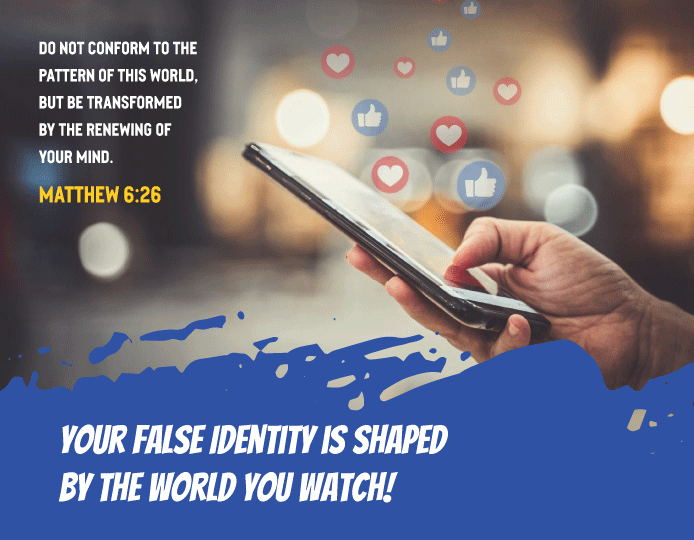 DO NOT CONFORM TO THE
PATTERN OF THIS WORLD,
BUT BE TRANSFORMED
BY THE RENEWING OF
YOUR MIND.
MATTHEW 6:26
YOUR FALSE IDENTITY IS SHAPED
BY THE WORLD YOU WATCH!